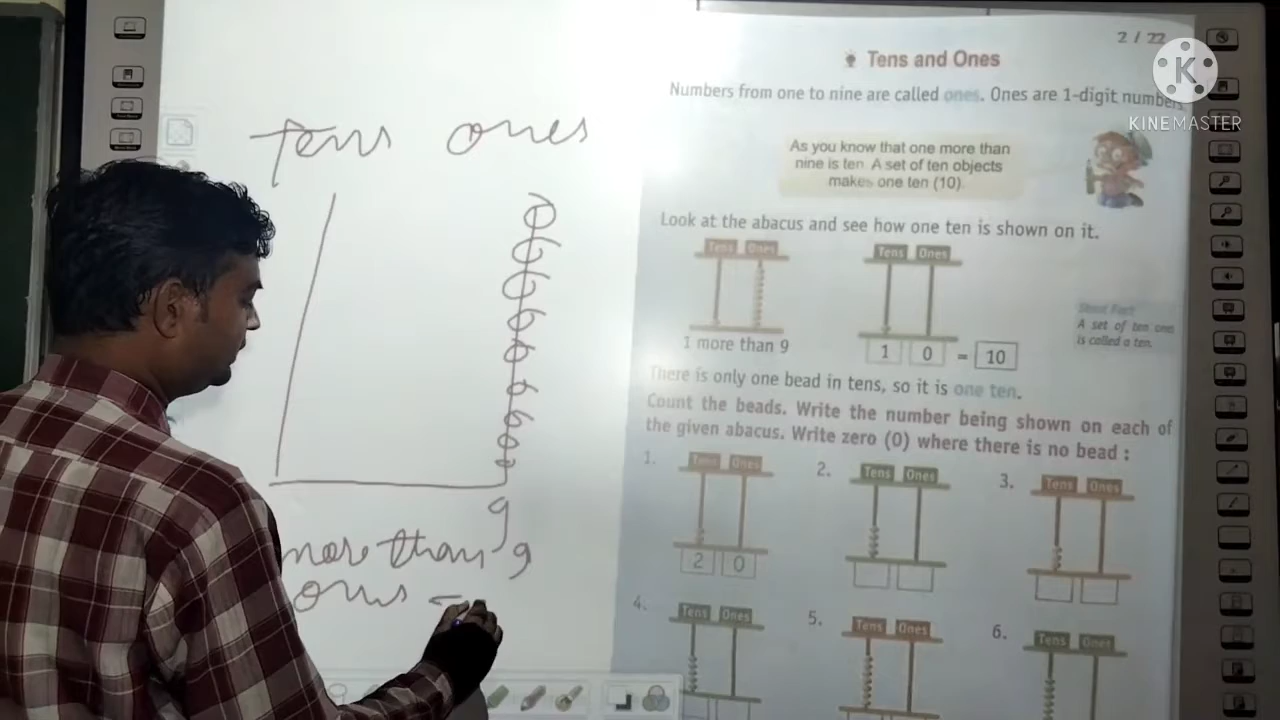 Tens ones
9
more than 9
ones =
2 / 22
KINEMASTER
Tens and Ones
Numbers from one to nine are called ones. Ones are 1-digit numbers
As you know that one more than
nine is ten. A set of ten objects
makes one ten (10).
Look at the abacus and see how one ten is shown on it.
Tens Ones
Tens Ones
1 more than 9
1 0 = 10
A set of ten ones
is called a ten.
There is only one bead in tens, so it is one ten.
Count the beads. Write the number being shown on each of
the given abacus. Write zero (0) where there is no bead :
1. Tens Ones
2 0
2. Tens Ones
3. Tens Ones
4. Tens Ones
5. Tens Ones
6. Tens Ones